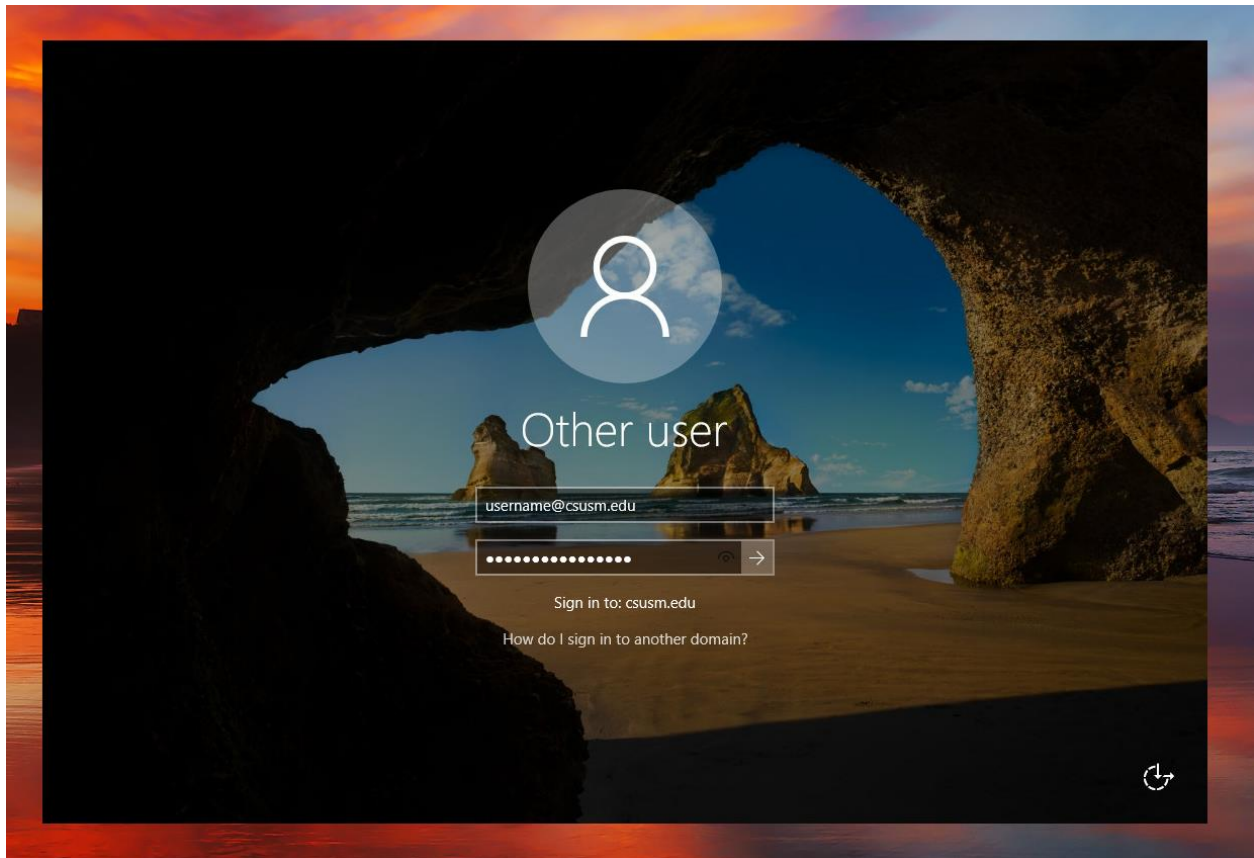 Other user
username@csusm.edu
••••••••••••••••
Sign in to: csusm.edu
How do I sign in to another domain?